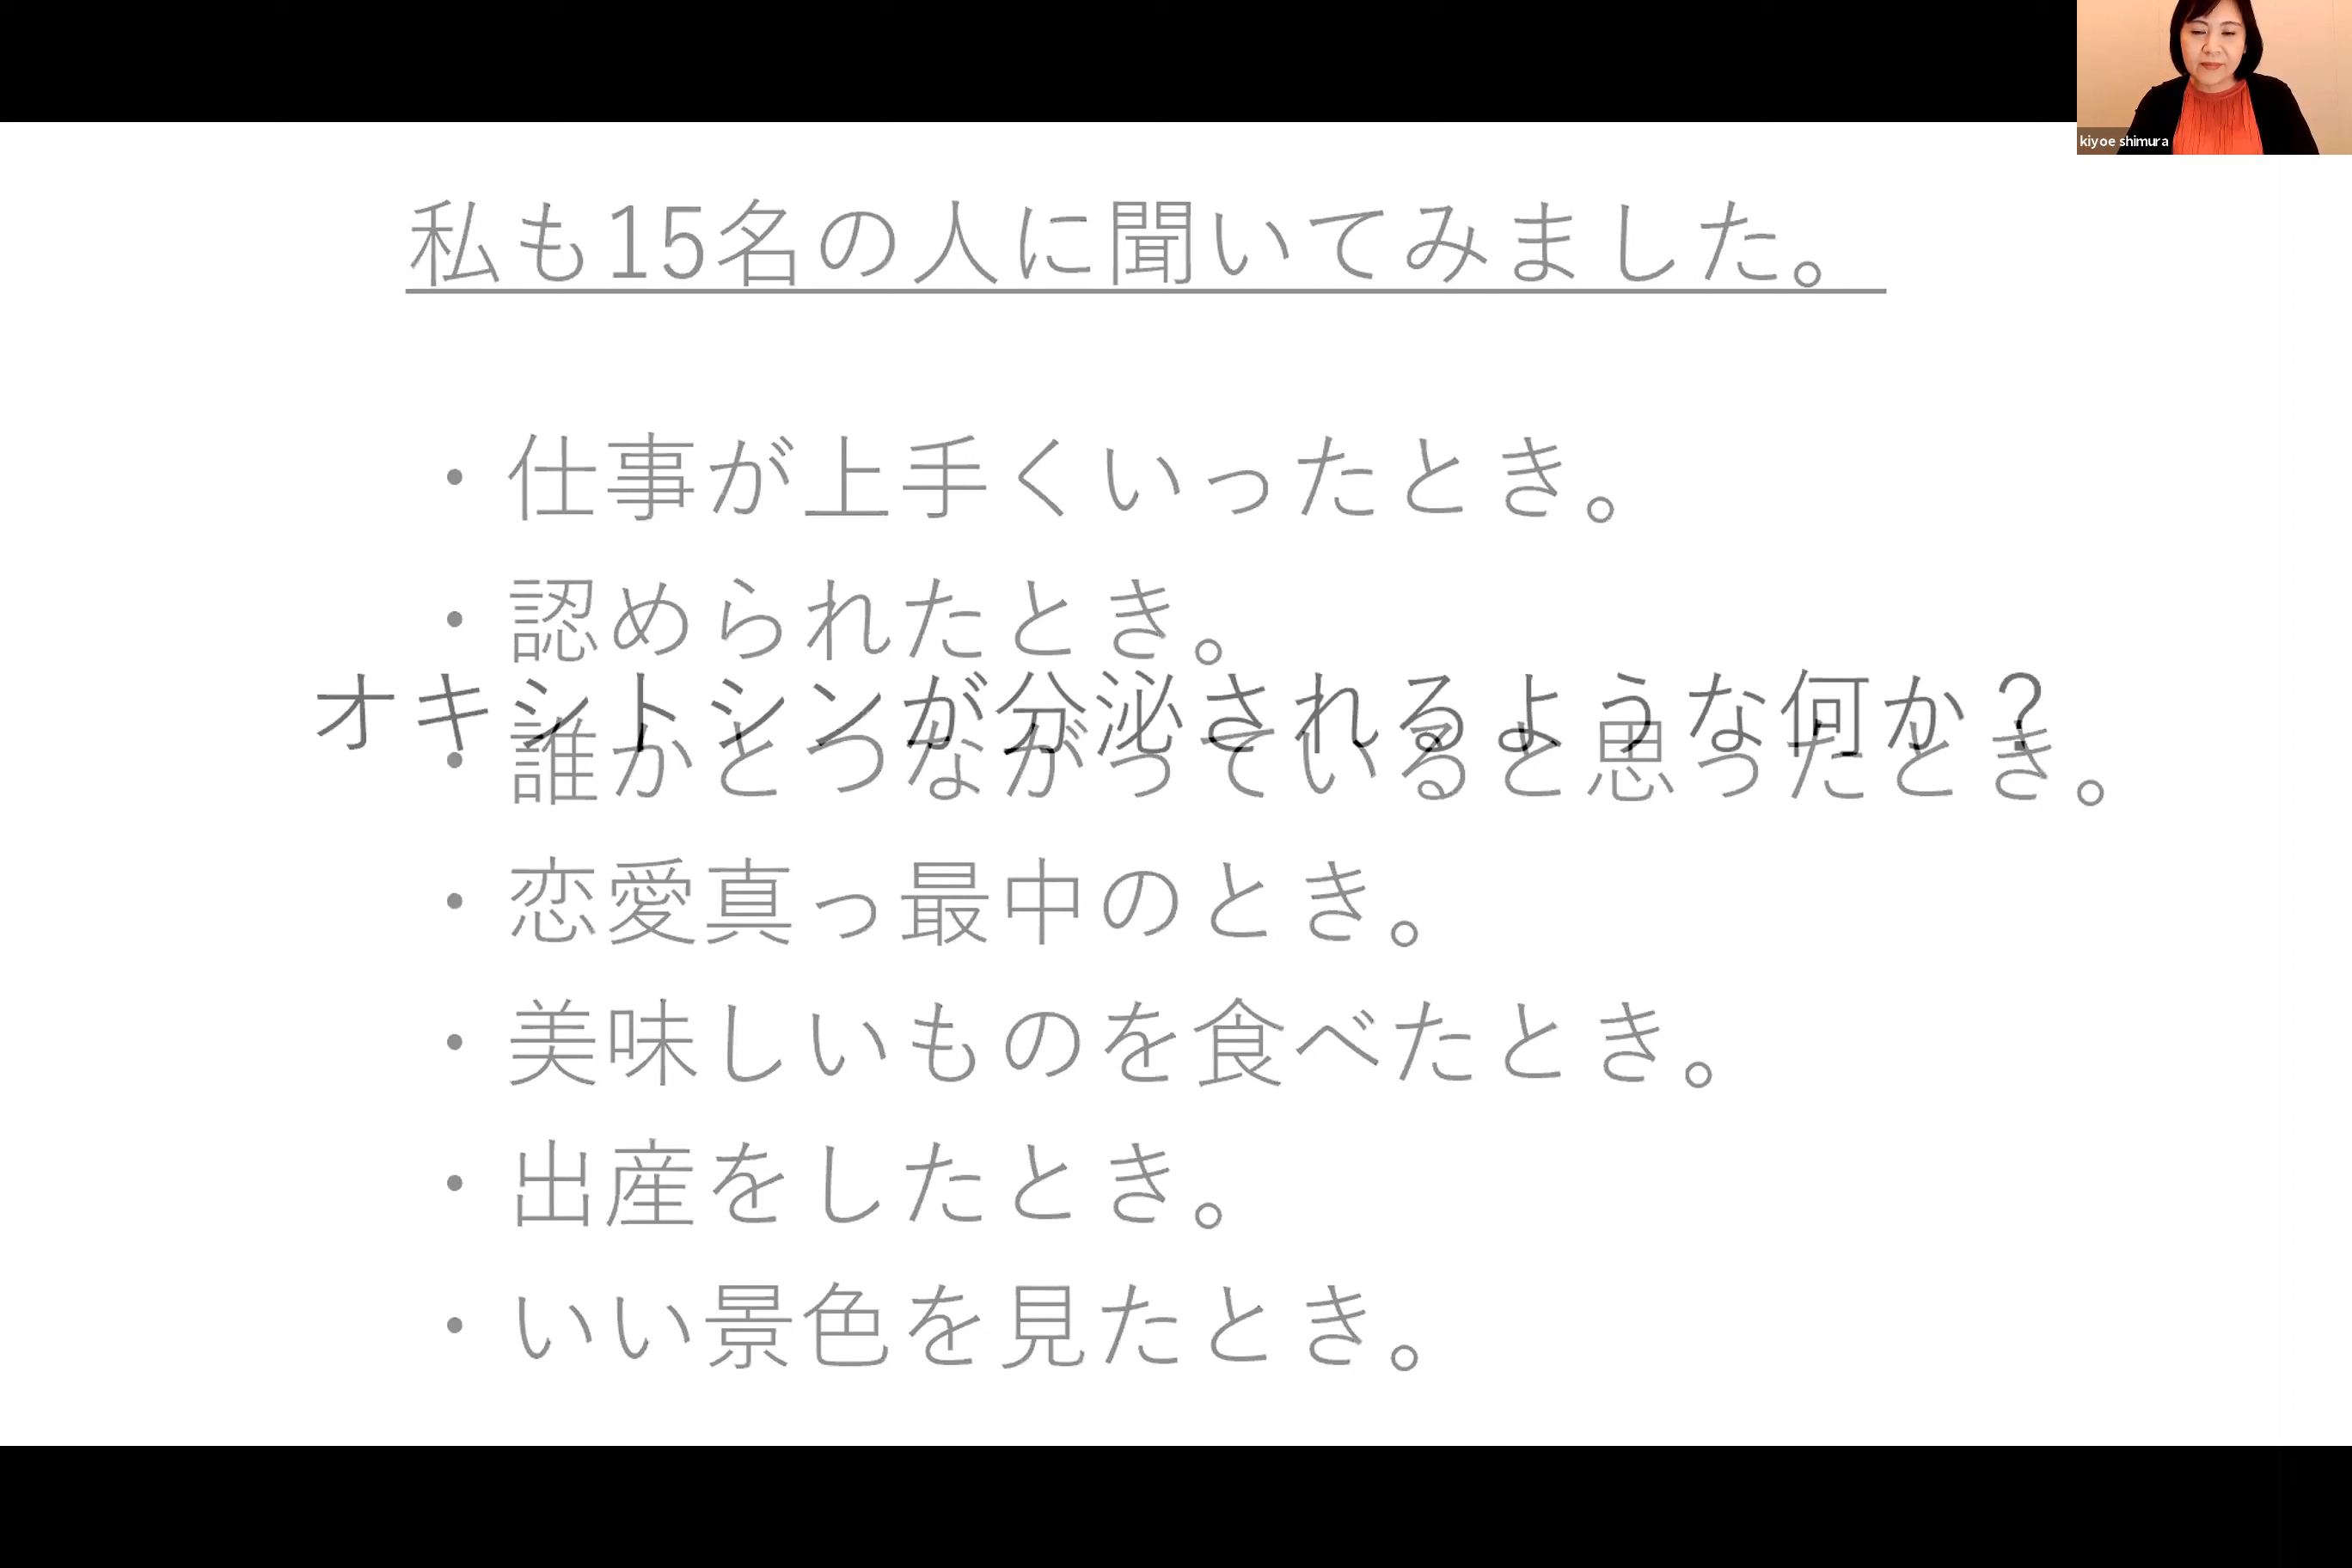 kiyoe shimura
私も15名の人に聞いてみました。
・仕事が上手くいったとき。
・認められたとき。
オキシトシンが分泌されるような何か?
・誰かとつながっていると思ったとき。
・恋愛真っ最中のとき。
・美味しいものを食べたとき。
・出産をしたとき。
・いい景色を見たとき。